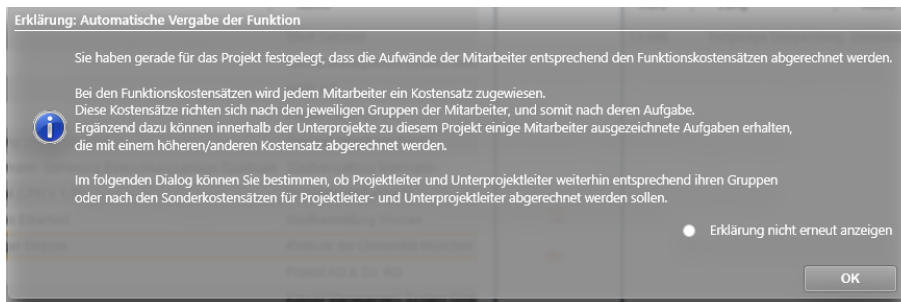 Erklärung: Automatische Vergabe der Funktion
Sie haben gerade für das Projekt festgelegt, dass die Aufwände der Mitarbeiter entsprechend den Funktionskostensätzen abgerechnet werden.
Bei den Funktionskostensätzen wird jedem Mitarbeiter ein Kostensatz zugewiesen.
Diese Kostensätze richten sich nach den jeweiligen Gruppen der Mitarbeiter, und somit nach deren Aufgabe.
Ergänzend dazu können innerhalb der Unterprojekte zu diesem Projekt einige Mitarbeiter ausgezeichnete Aufgaben erhalten,
die mit einem höheren/anderen Kostensatz abgerechnet werden.
Im folgenden Dialog können Sie bestimmen, ob Projektleiter und Unterprojektleiter weiterhin entsprechend ihren Gruppen
oder nach den Sonderkostensätzen für Projektleiter- und Unterprojektleiter abgerechnet werden sollen.
Erklärung nicht erneut anzeigen
OK